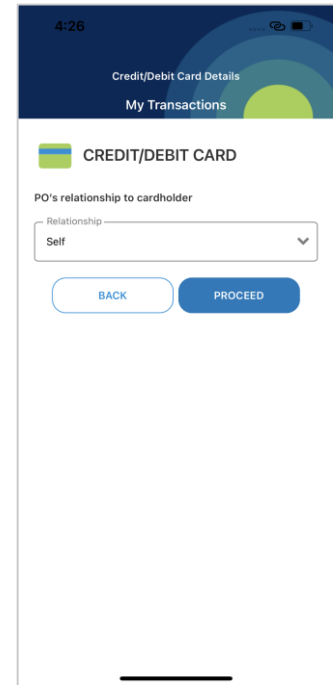 4:26
Credit/Debit Card Details
My Transactions
CREDIT/DEBIT CARD
PO's relationship to cardholder
Relationship
Self
BACK
PROCEED